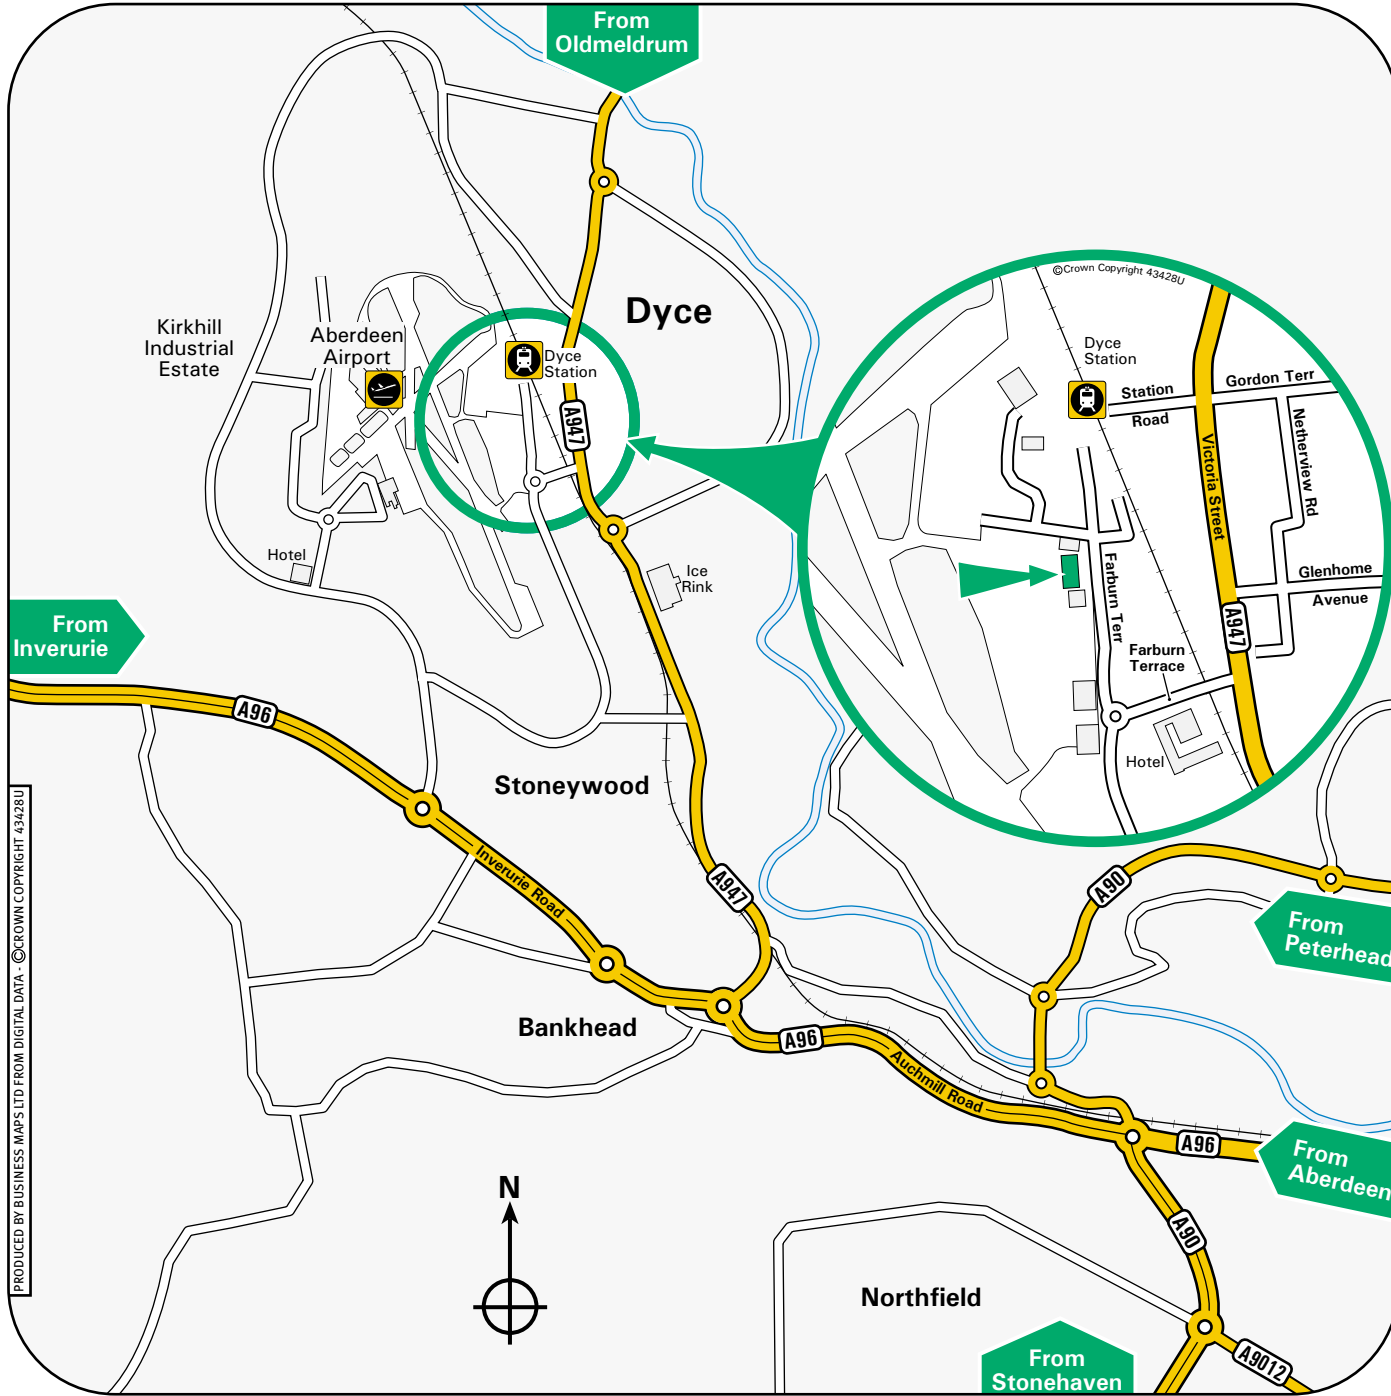 From
Oldmeldrum
©Crown Copyright 43428U
Dyce
Kirkhill
Industrial
Estate
Aberdeen
Airport
Dyce
Station
Dyce
Station
Station
Road
Gordon Terr
Netherview Rd
A947
Victoria Street
Hotel
Ice
Rink
Farburn Terr
Glenhome
Avenue
A947
Farburn
Terrace
Hotel
From
Inverurie
A96
Stoneywood
Inverurie Road
A947
A90
From
Peterhead
Bankhead
A96
Auchmill Road
A96
From
Aberdeen
N
A90
Northfield
A9012
From
Stonehaven
PRODUCED BY BUSINESS MAPS LTD FROM DIGITAL DATA - ©CROWN COPYRIGHT 43428U